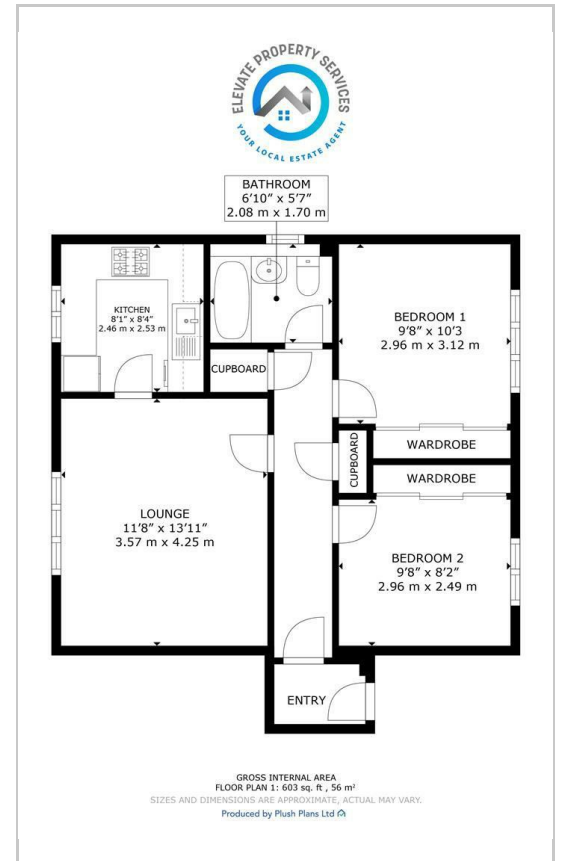 ELEVATE PROPERTY SERVICES
YOUR LOCAL ESTATE AGENT
BATHROOM
6'10" x 5'7"
2.08 m x 1.70 m
KITCHEN
8'1" x 8'4"
2.46 m x 2.53 m
BEDROOM 1
9'8" x 10'3
2.96 m x 3.12 m
CUPBOARD
CUPBOARD
WARDROBE
WARDROBE
LOUNGE
11'8" x 13'11"
3.57 m x 4.25 m
BEDROOM 2
9'8" x 8'2"
2.96 m x 2.49 m
ENTRY
GROSS INTERNAL AREA
FLOOR PLAN 1: 603 sq. ft , 56 m²
SIZES AND DIMENSIONS ARE APPROXIMATE, ACTUAL MAY VARY.
Produced by Plush Plans Ltd